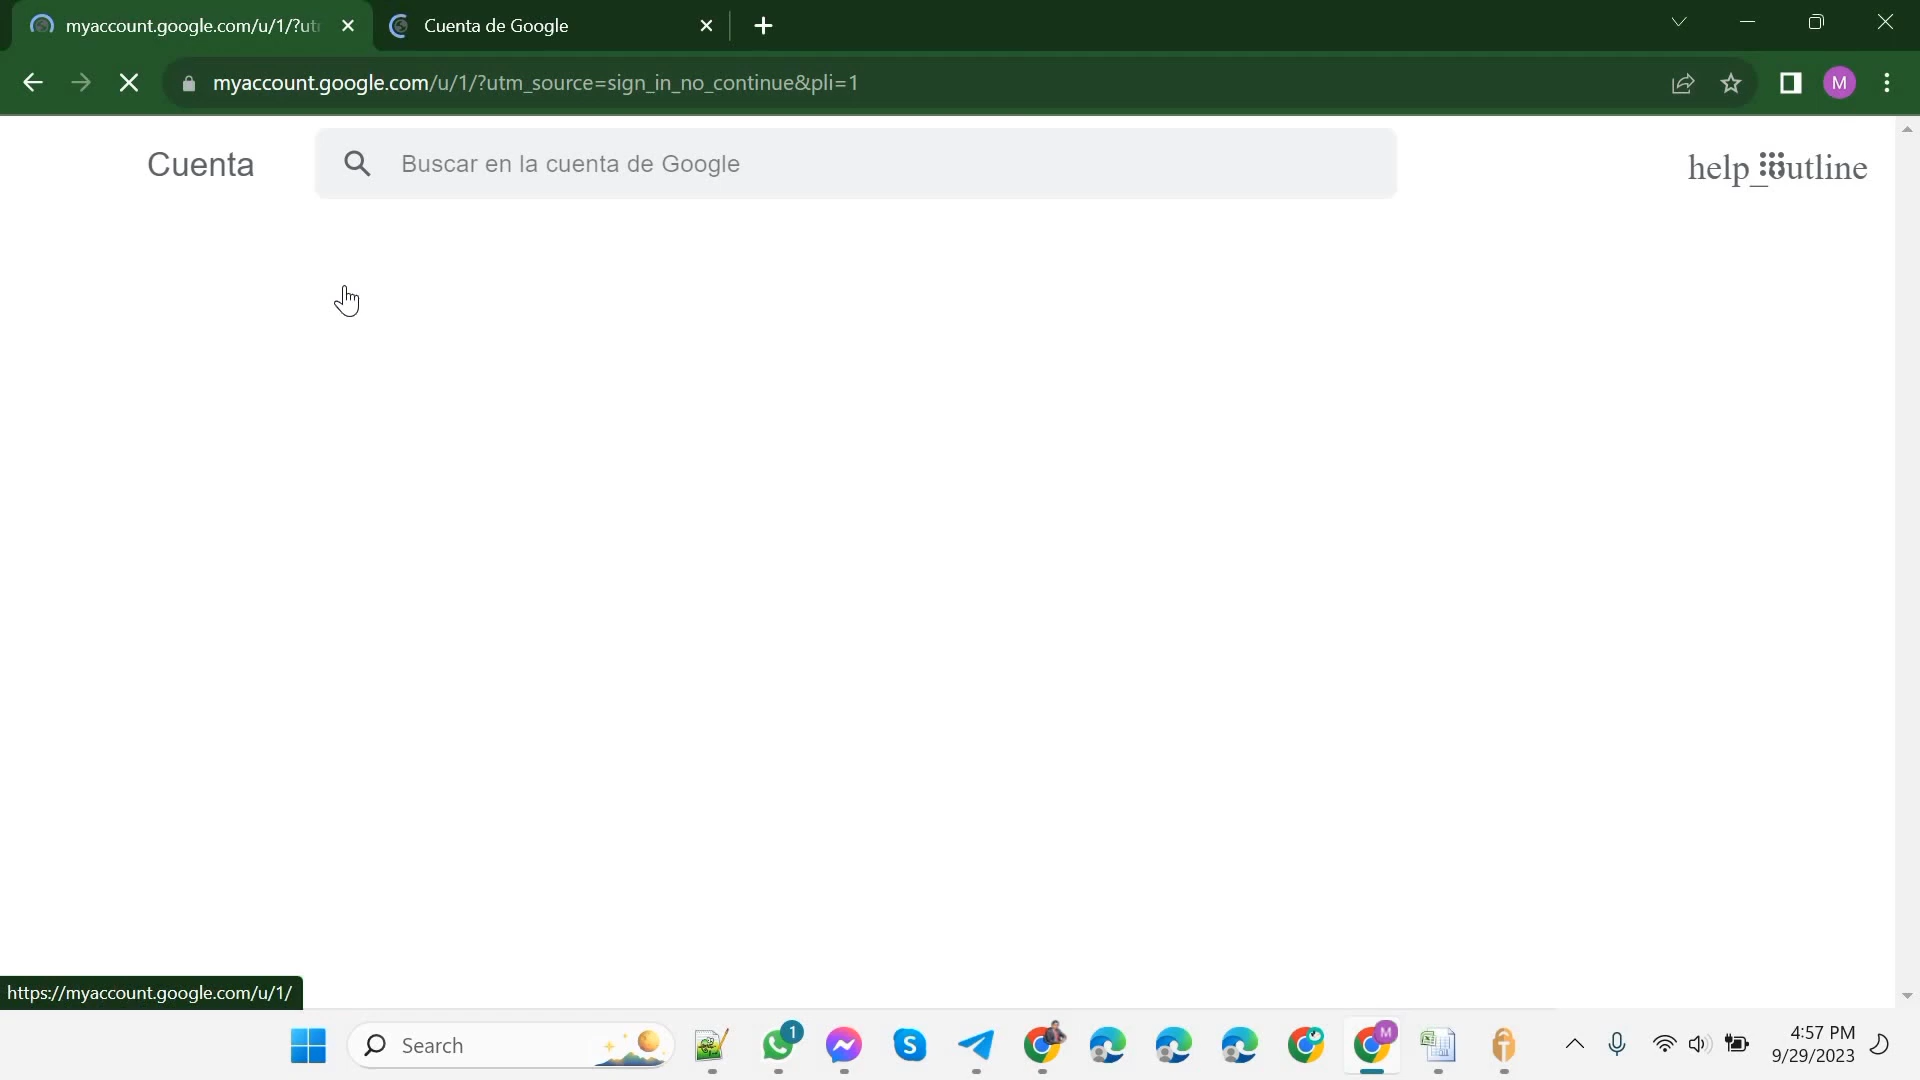 myaccount.google.com/u/1/?ut
Cuenta de Google
myaccount.google.com/u/1/?utm_source=sign_in_no_continue&pli=1
M
Cuenta
Buscar en la cuenta de Google
help_outline
https://myaccount.google.com/u/1/
Search
1
S
M
4:57 PM
9/29/2023